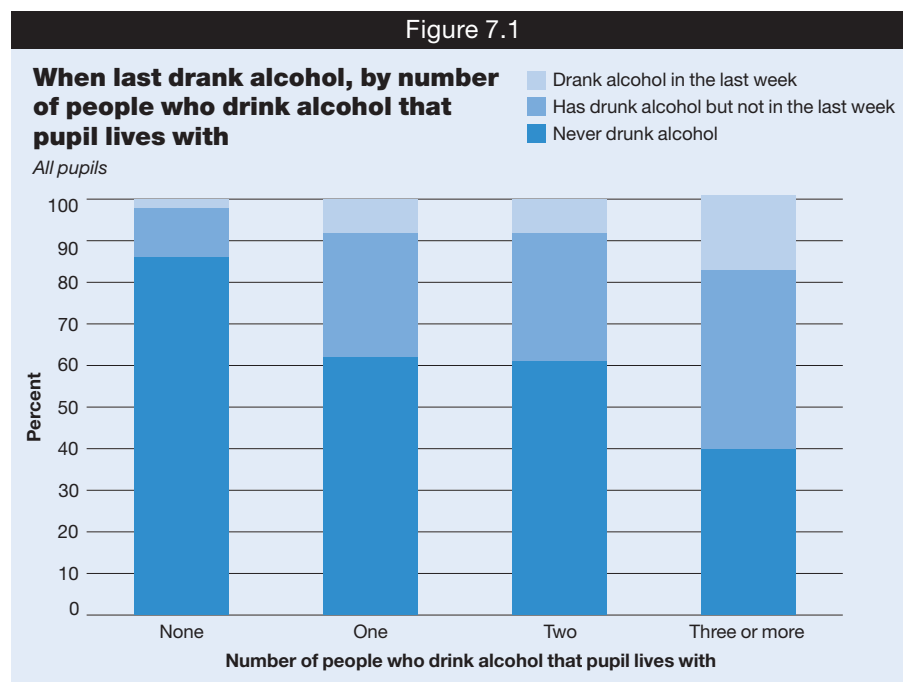 Figure 7.1
When last drank alcohol, by number
of people who drink alcohol that
pupil lives with
All pupils
Drank alcohol in the last week
Has drunk alcohol but not in the last week
Never drunk alcohol
100
90
80
70
60
50
40
30
20
10
0
Percent
None
One
Two
Three or more
Number of people who drink alcohol that pupil lives with